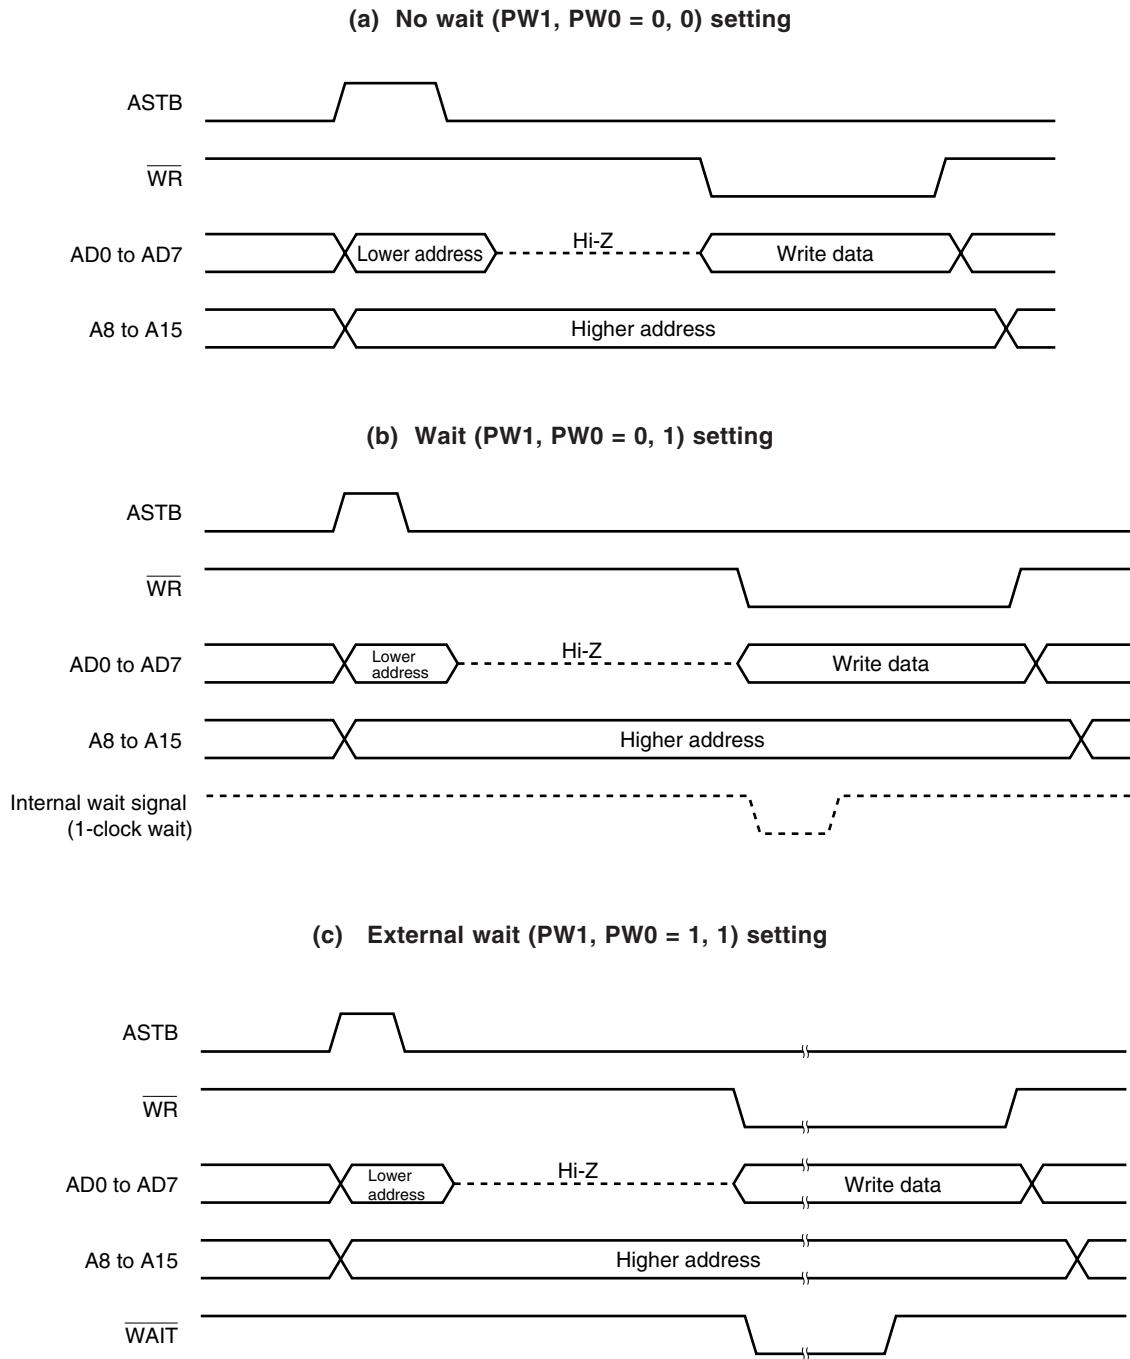 (a) No wait (PW1, PW0 = 0, 0) setting
ASTB
WR
AD0 to AD7
Lower address
Hi-Z
Write data
A8 to A15
Higher address
(b) Wait (PW1, PW0 = 0, 1) setting
ASTB
WR
AD0 to AD7
Lower
address
Hi-Z
Write data
A8 to A15
Higher address
Internal wait signal
(1-clock wait)
(c) External wait (PW1, PW0 = 1, 1) setting
ASTB
WR
AD0 to AD7
Lower
address
Hi-Z
Write data
A8 to A15
Higher address
WAIT